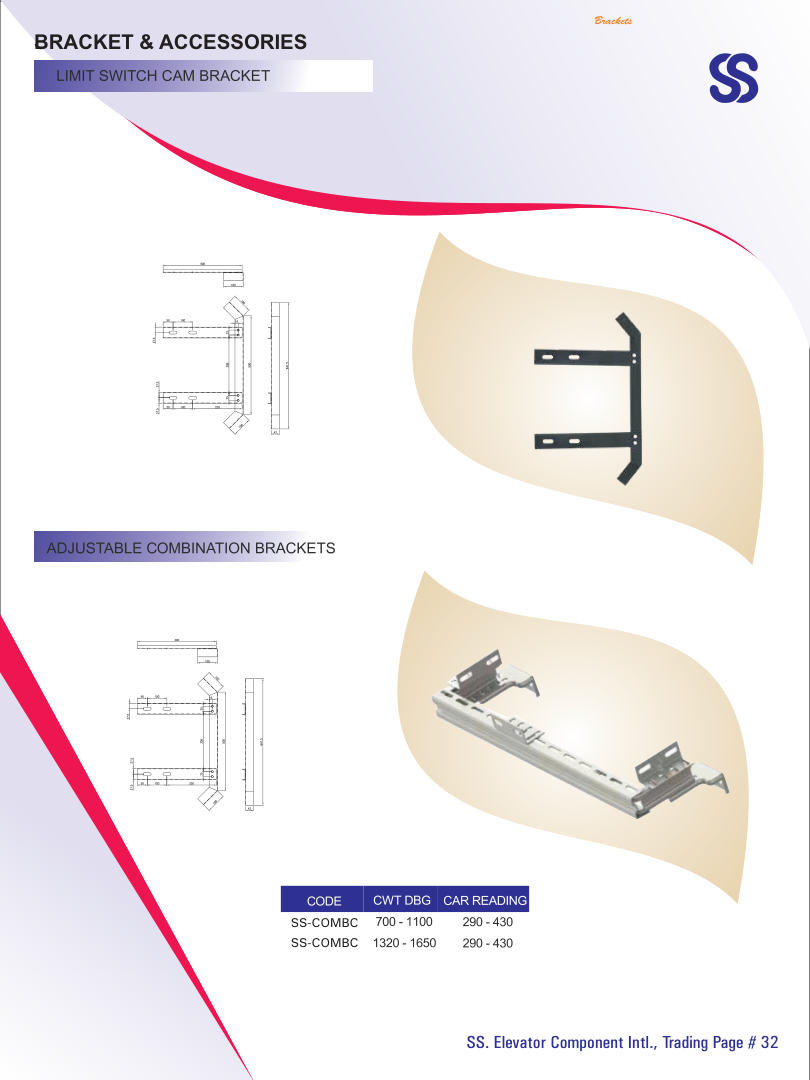 Brackets
BRACKET & ACCESSORIES
LIMIT SWITCH CAM BRACKET
SS
ADJUSTABLE COMBINATION BRACKETS
CODE CWT DBG CAR READING
SS-COMBC 700 - 1100 290 - 430
SS-COMBC 1320 - 1650 290 - 430
SS. Elevator Component Intl., Trading Page # 32